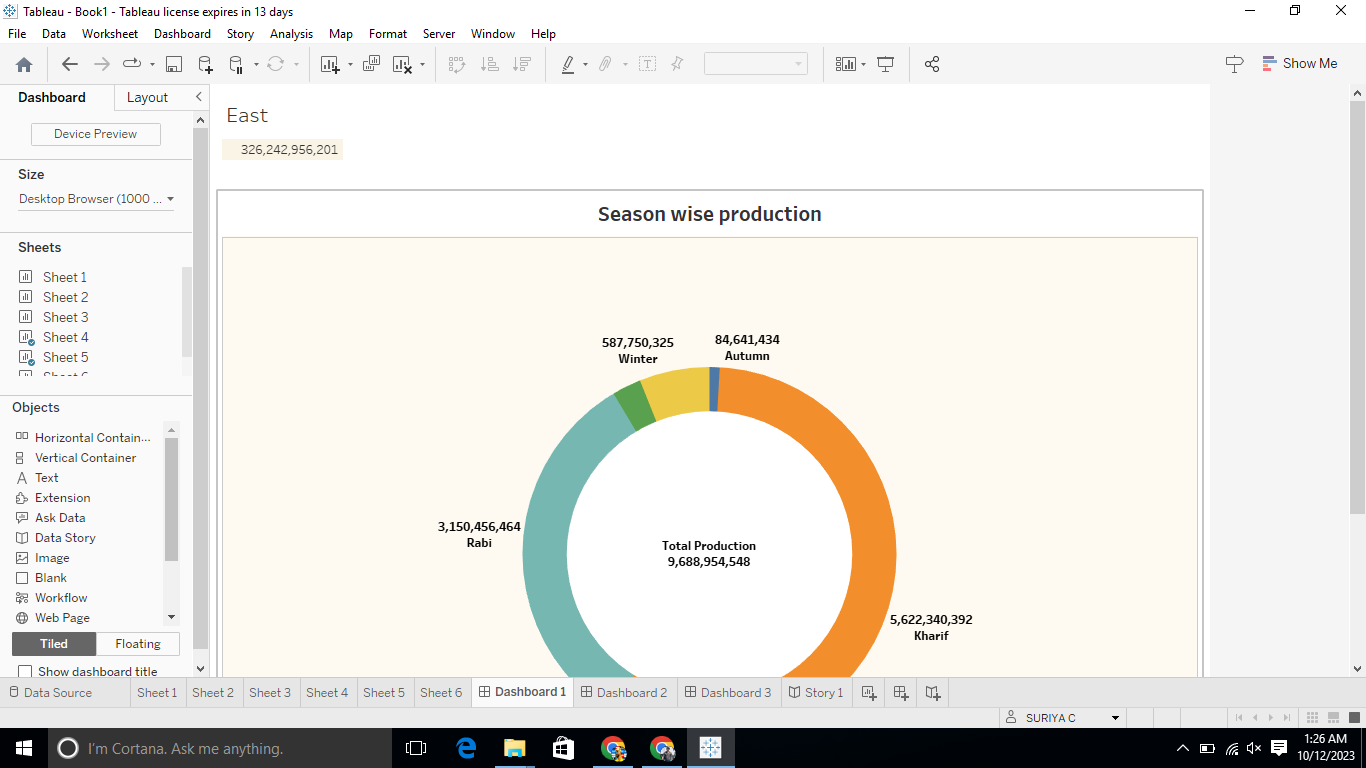 Tableau - Book1 - Tableau license expires in 13 days
File Data Worksheet Dashboard Story Analysis Map Format Server Window Help
Show Me
Dashboard Layout
Device Preview
Size
Desktop Browser (1000 ...
Sheets
Sheet 1
Sheet 2
Sheet 3
Sheet 4
Sheet 5
Objects
Horizontal Contain...
Vertical Container
Text
Extension
Ask Data
Data Story
Image
Blank
Workflow
Web Page
Tiled Floating
Show dashboard title
East
326,242,956,201
Season wise production
587,750,325
Winter
84,641,434
Autumn
3,150,456,464
Rabi
Total Production
9,688,954,548
5,622,340,392
Kharif
Data Source Sheet 1 Sheet 2 Sheet 3 Sheet 4 Sheet 5 Sheet 6 Dashboard 1 Dashboard 2 Dashboard 3 Story 1
SURIYA C
I'm Cortana. Ask me anything.
1:26 AM
10/12/2023